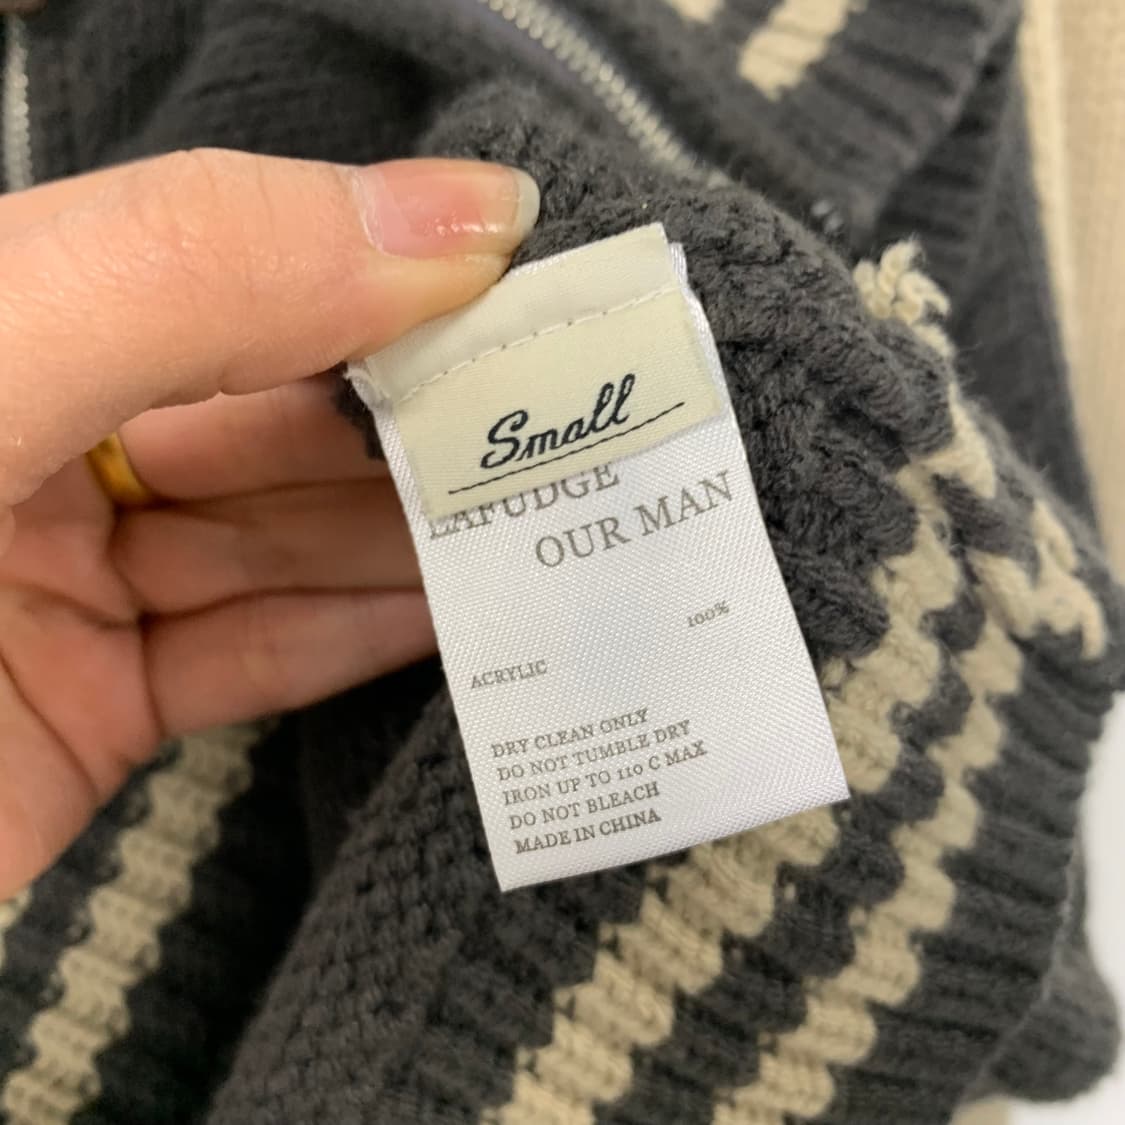 Small
LAFUDGE
OUR MAN
100%
ACRYLIC
DRY CLEAN ONLY
DO NOT TUMBLE DRY
IRON UP TO 110 C MAX
DO NOT BLEACH
MADE IN CHINA